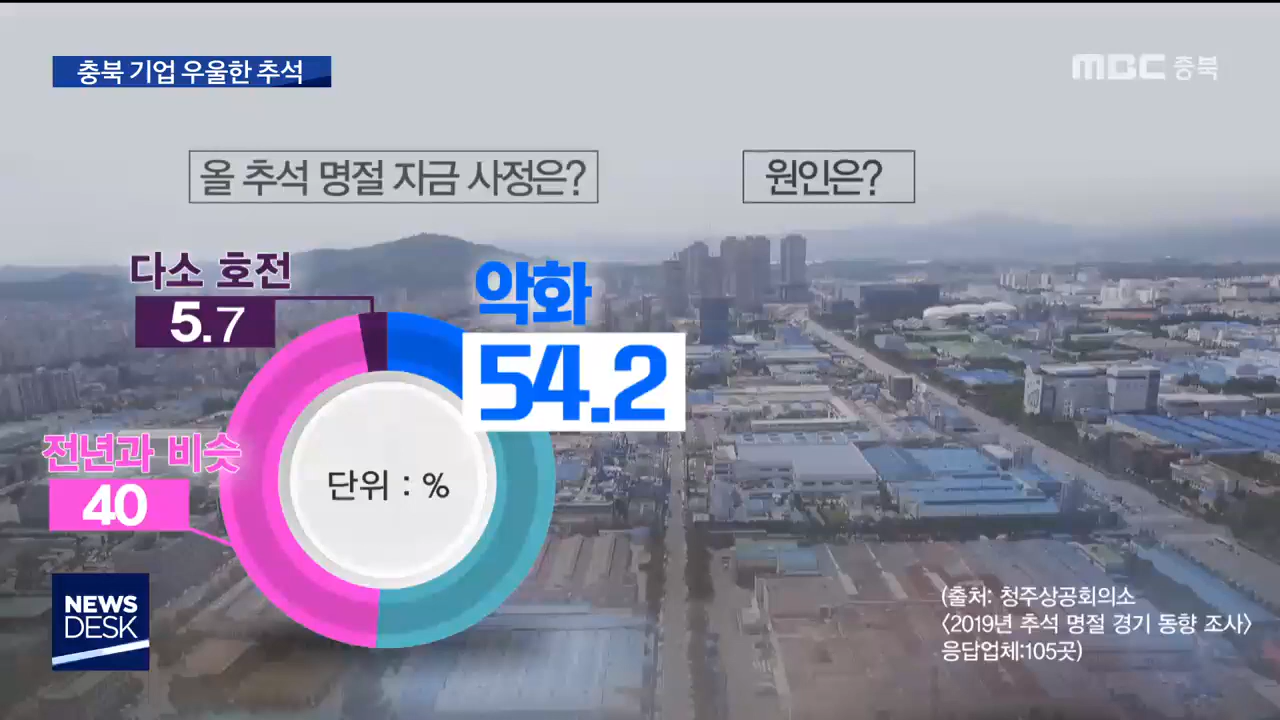 충북 기업 우울한 추석
MBC 충북
올 추석 명절 자금 사정은?
원인은?
다소 호전
5.7
악화
54.2
전년과 비슷
40
단위 : %
NEWS
DESK
(출처: 청주상공회의소
<2019년 추석 명절 경기 동향 조사>
응답업체:105곳)